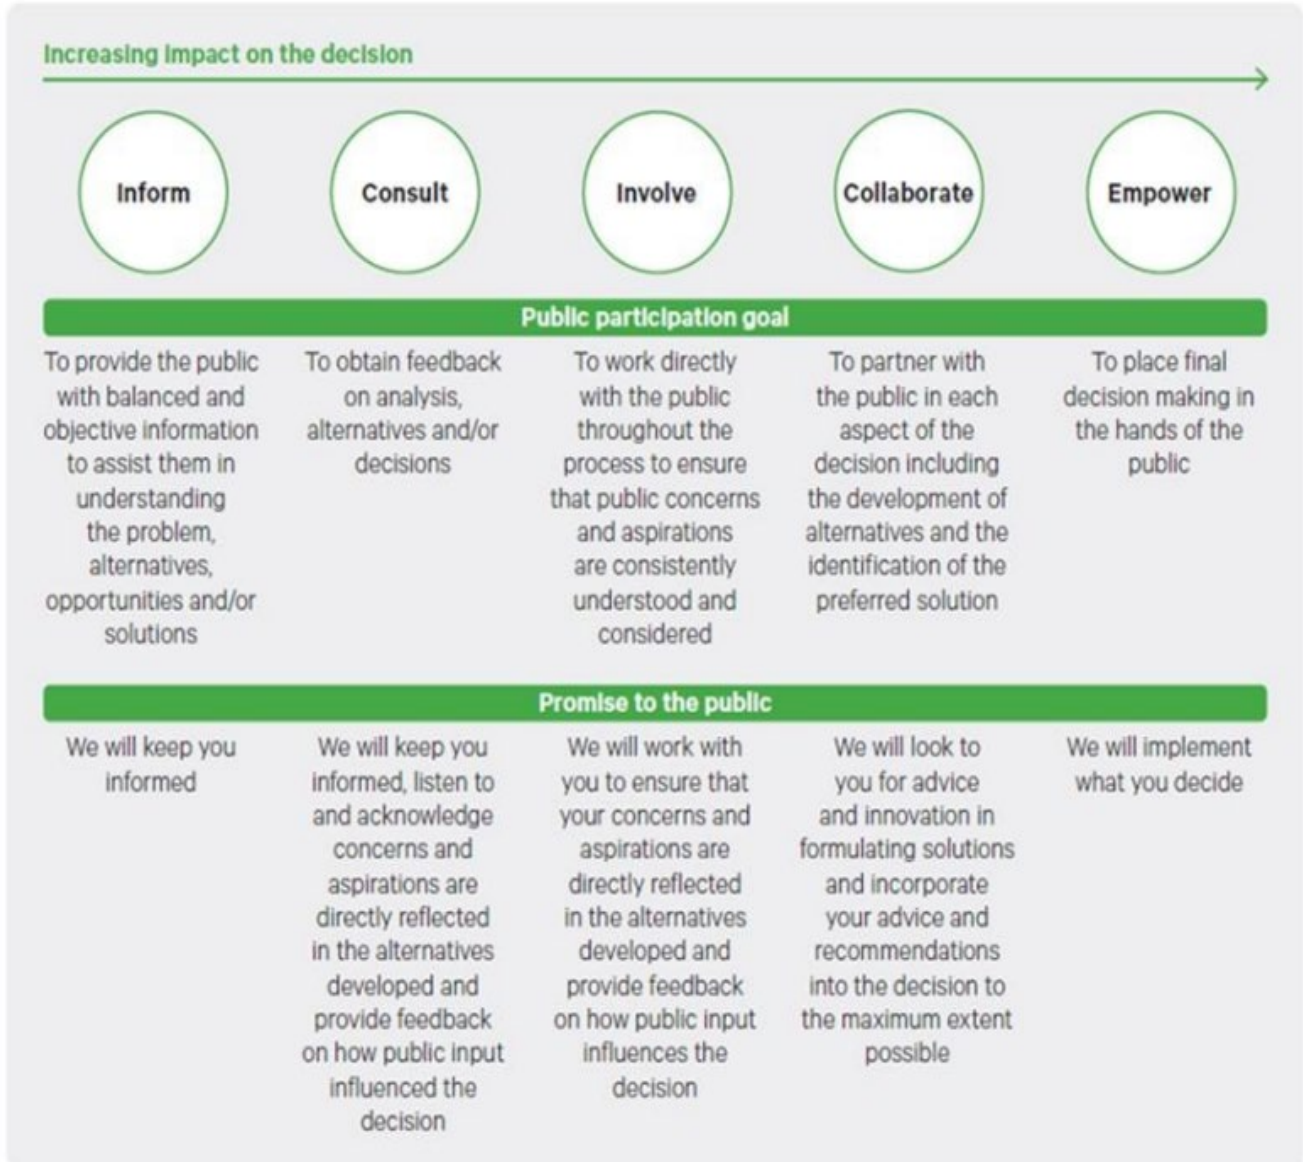 Increasing impact on the decision
Inform
Consult
Involve
Collaborate
Empower
Public participation goal
To provide the public
with balanced and
objective information
to assist them in
understanding
the problem,
alternatives,
opportunities and/or
solutions
To obtain feedback
on analysis,
alternatives and/or
decisions
To work directly
with the public
throughout the
process to ensure
that public concerns
and aspirations
are consistently
understood and
considered
To partner with
the public in each
aspect of the
decision including
the development of
alternatives and the
identification of the
preferred solution
To place final
decision making in
the hands of the
public
Promise to the public
We will keep you
informed
We will keep you
informed, listen to
and acknowledge
concerns and
aspirations are
directly reflected
in the alternatives
developed and
provide feedback
on how public input
influenced the
decision
We will work with
you to ensure that
your concerns and
aspirations are
directly reflected
in the alternatives
developed and
provide feedback
on how public input
influences the
decision
We will look to
you for advice
and innovation in
formulating solutions
and incorporate
your advice and
recommendations
into the decision to
the maximum extent
possible
We will implement
what you decide